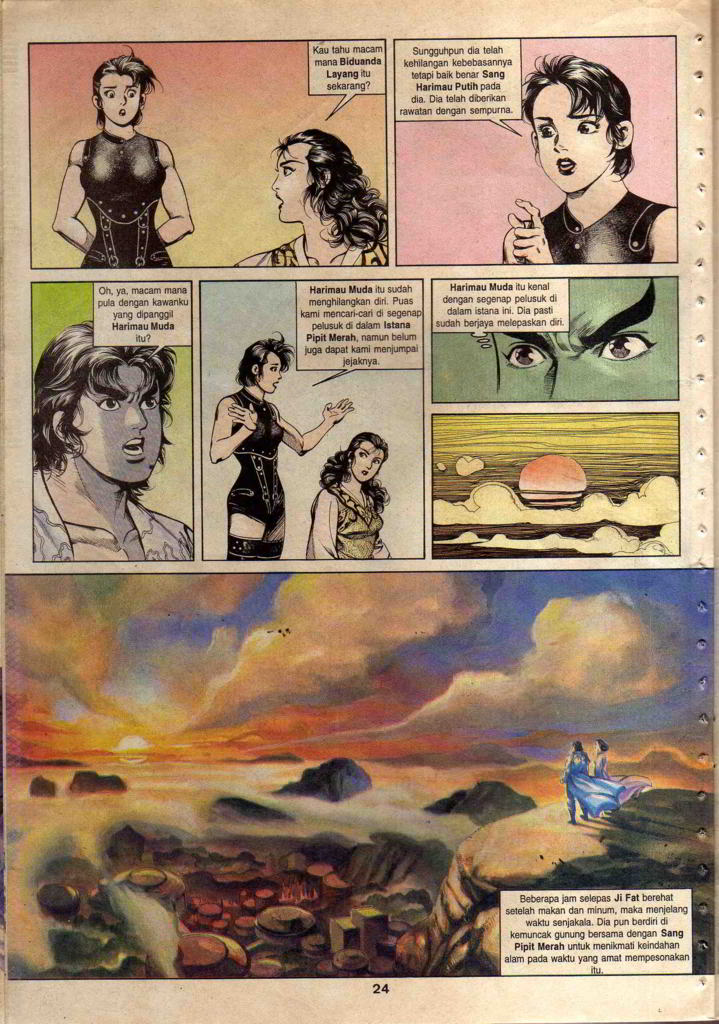 Kau tahu macam
mana Biduanda
Layang itu
sekarang?
Sungguhpun dia telah
kehilangan kebebasannya
tetapi baik benar Sang
Harimau Putih pada
dia. Dia telah diberikan
rawatan dengan sempurna.
Oh, ya, macam mana
pula dengan kawanku
yang dipanggil
Harimau Muda
itu?
Harimau Muda itu sudah
menghilangkan diri. Puas
kami mencari-cari di segenap
pelusuk di dalam Istana
Pipit Merah, namun belum
juga dapat kami menjumpai
jejaknya.
Harimau Muda itu kenal
dengan segenap pelusuk di
dalam istana ini. Dia pasti
sudah berjaya melepaskan diri.
Beberapa jam selepas Ji Fat berehat
setelah makan dan minum, maka menjelang
waktu senjakala. Dia pun berdiri di
kemuncak gunung bersama dengan Sang
Pipit Merah untuk menikmati keindahan
alam pada waktu yang amat mempesonakan
itu.
24